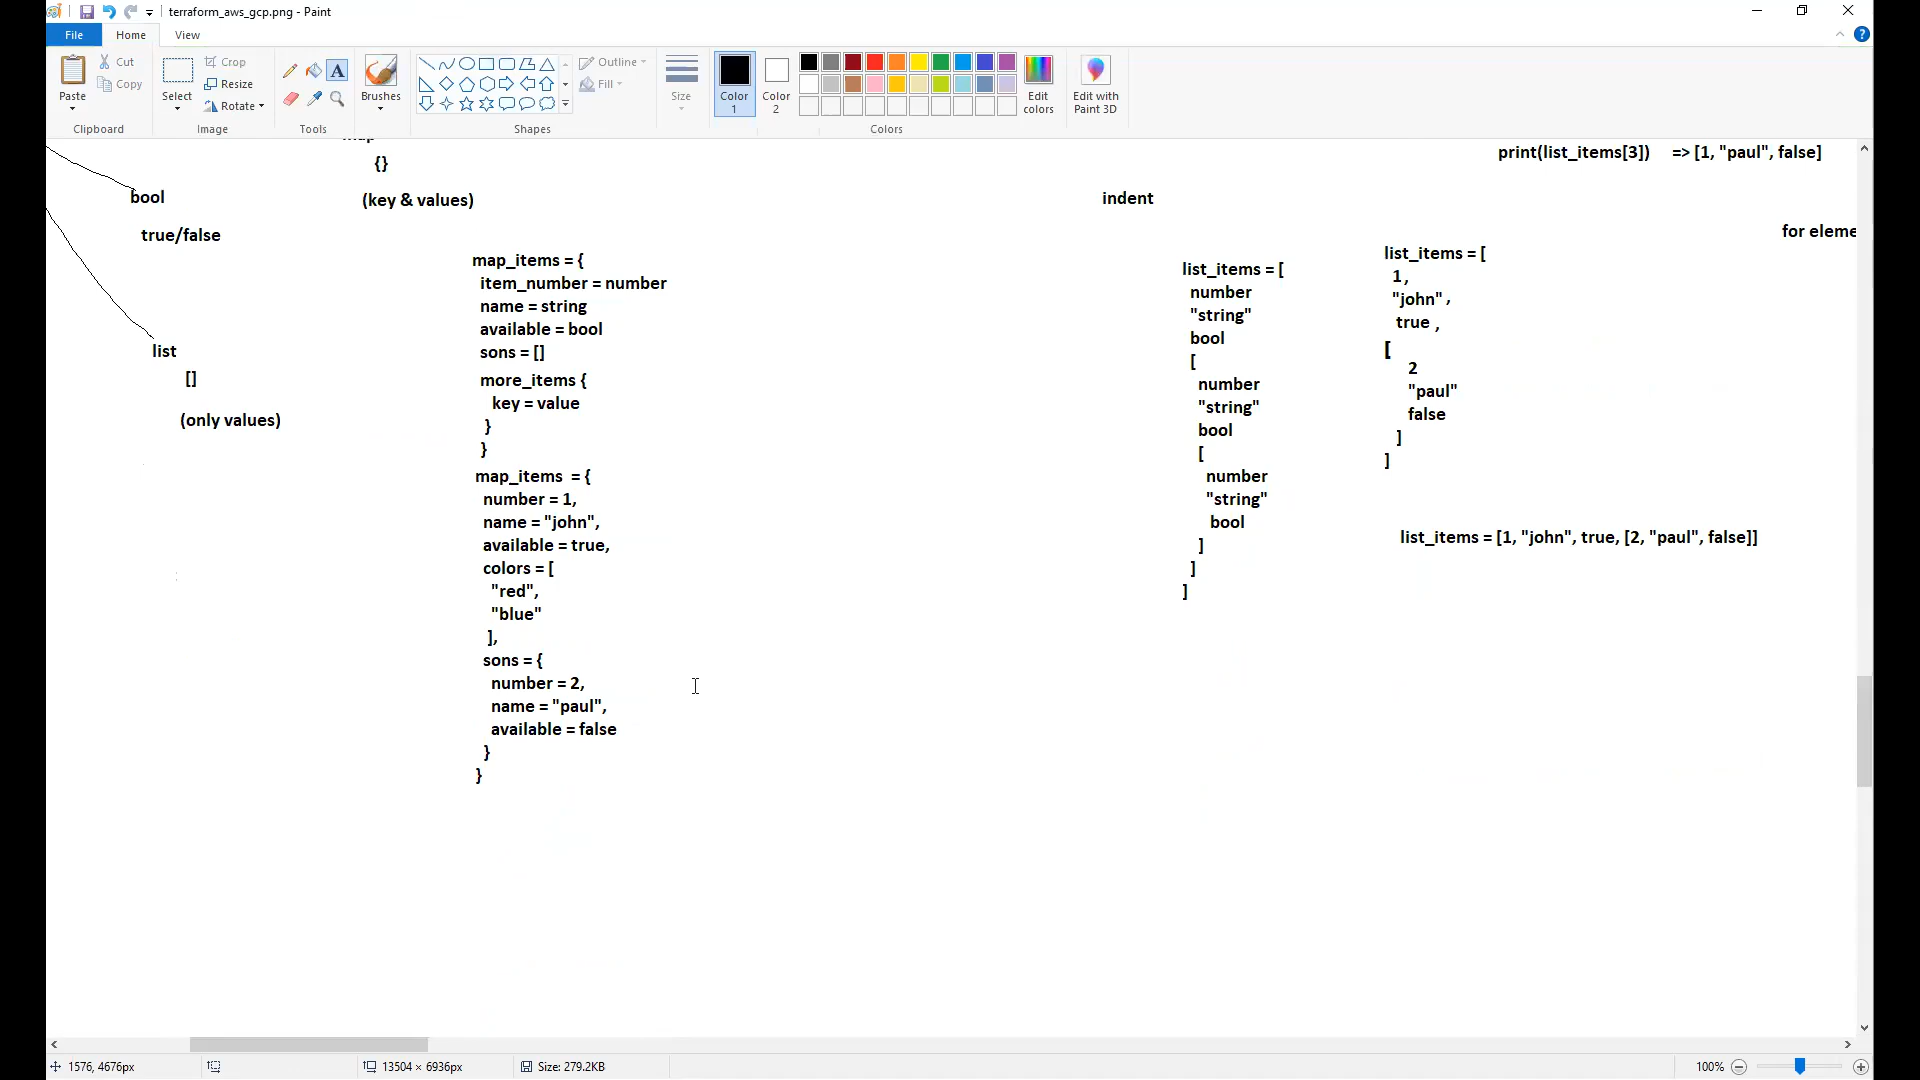 terraform_aws_gcp.png - Paint
File
Home
View
Paste
Cut
Copy
Clipboard
Select
Crop
Resize
Rotate
Image
A
Tools
Brushes
Shapes
Outline
Fill
Size
Color 1
Color 2
Edit colors
Edit with Paint 3D
Colors
{}
(key & values)
bool
true/false
list
[]
(only values)
map_items = {
item_number = number
name = string
available = bool
sons = []
more_items {
key = value
}
}
map_items = {
number = 1,
name = "john",
available = true,
colors = [
"red",
"blue"
],
sons = {
number = 2,
name = "paul",
available = false
}
}
indent
list_items = [
number
"string"
bool
[
number
"string"
bool
[
number
"string"
bool
]
]
]
print(list_items[3]) => [1, "paul", false]
for eleme
list_items = [
1,
"john",
true ,
[
2
"paul"
false
]
]
list_items = [1, "john", true, [2, "paul", false]]
1576, 4676px
13504 × 6936px
Size: 279.2KB
100%